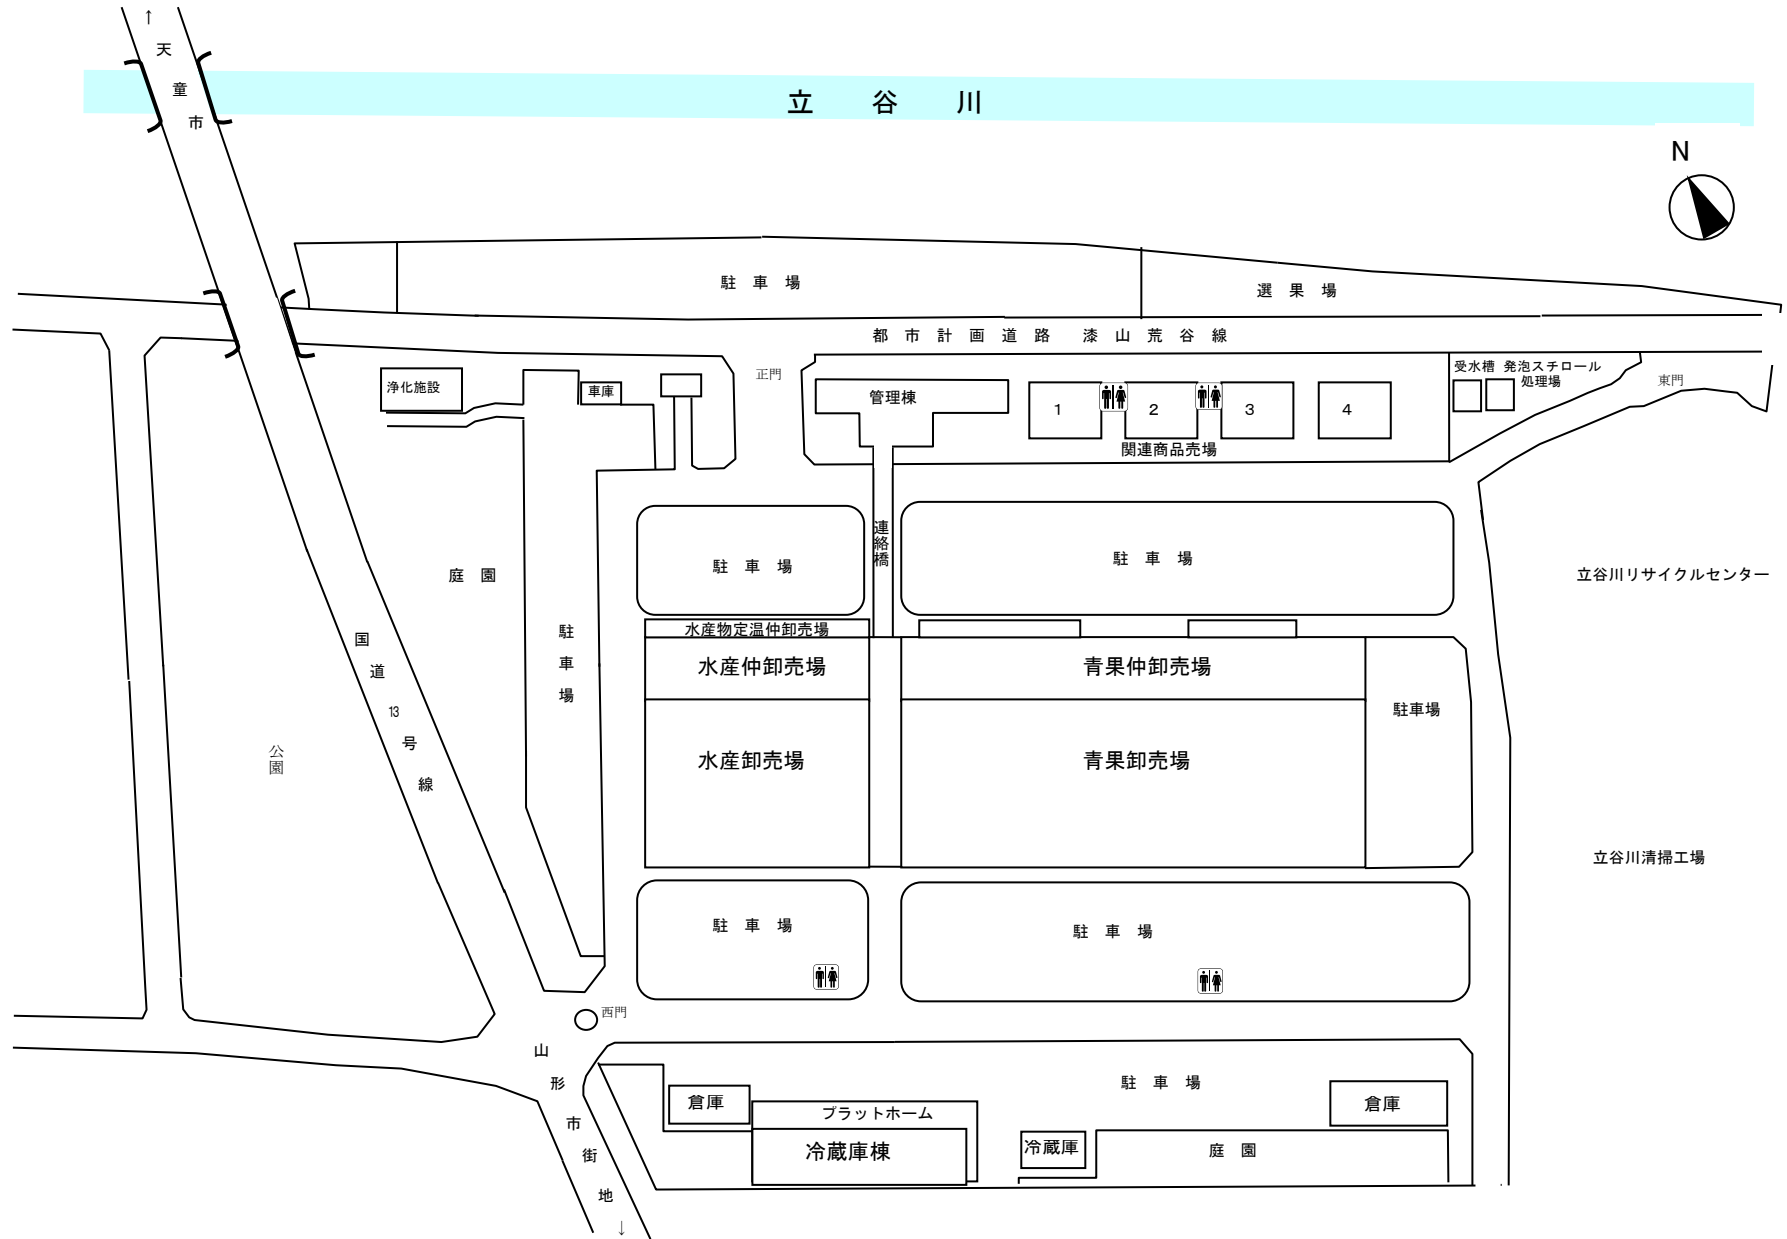 ↑
天童市
立谷川
N
駐車場
選果場
都市計画道路 漆山荒谷線
正門
東門
浄化施設
車庫
管理棟
1
2
3
4
関連商品売場
受水槽 発泡スチロール
処理場
連絡橋
駐車場
駐車場
庭園
駐車場
国道13号線
公園
立谷川リサイクルセンター
水産物定温仲卸売場
水産仲卸売場
青果仲卸売場
駐車場
水産卸売場
青果卸売場
立谷川清掃工場
駐車場
駐車場
西門
山形市街地
↓
駐車場
倉庫
プラットホーム
冷蔵庫棟
冷蔵庫
倉庫
庭園